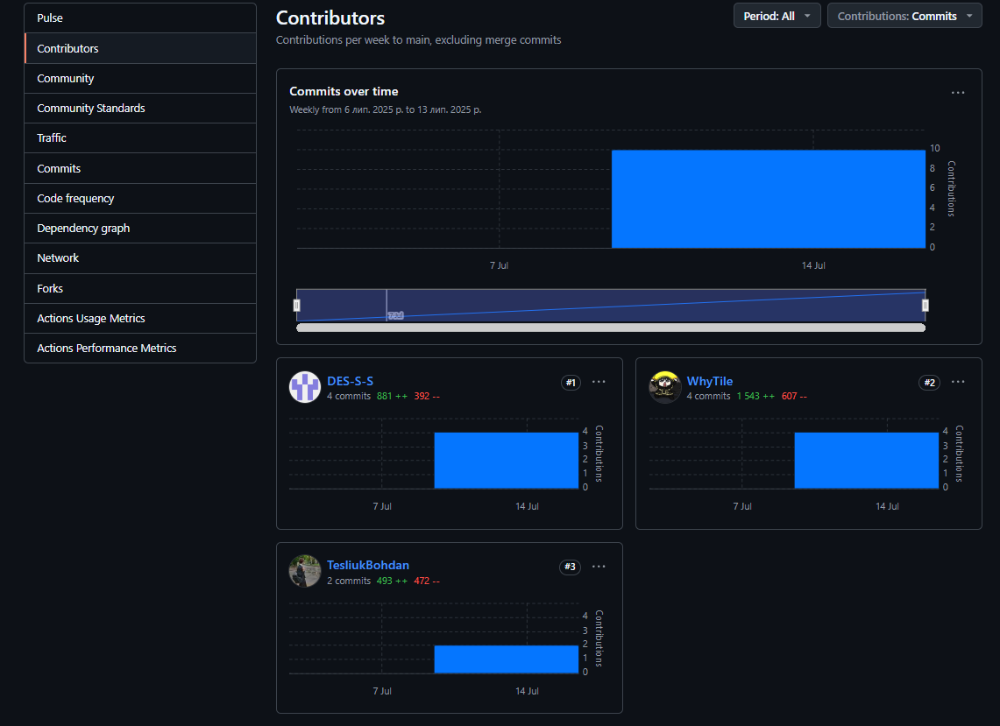 Pulse
Contributors
Community
Community Standards
Traffic
Commits
Code frequency
Dependency graph
Network
Forks
Actions Usage Metrics
Actions Performance Metrics
Contributors
Period: All
Contributions: Commits
Contributions per week to main, excluding merge commits
Commits over time
Weekly from 6 лип. 2025 р. to 13 лип. 2025 р.
10
8
6
4
2
0
Contributions
7 Jul
14 Jul
DES-S-S
#1
4 commits 881 ++ 392 --
4
3
2
1
0
Contributions
7 Jul
14 Jul
WhyTile
#2
4 commits 1 543 ++ 607 --
4
3
2
1
0
Contributions
7 Jul
14 Jul
TesliukBohdan
#3
2 commits 493 ++ 472 --
4
3
2
1
0
Contributions
7 Jul
14 Jul